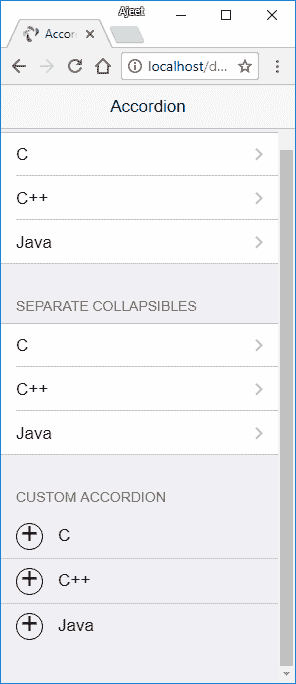 Ajeet
Accor
localhost/d...
Accordion
C
C++
Java
SEPARATE COLLAPSIBLES
C
C++
Java
CUSTOM ACCORDION
C
C++
Java